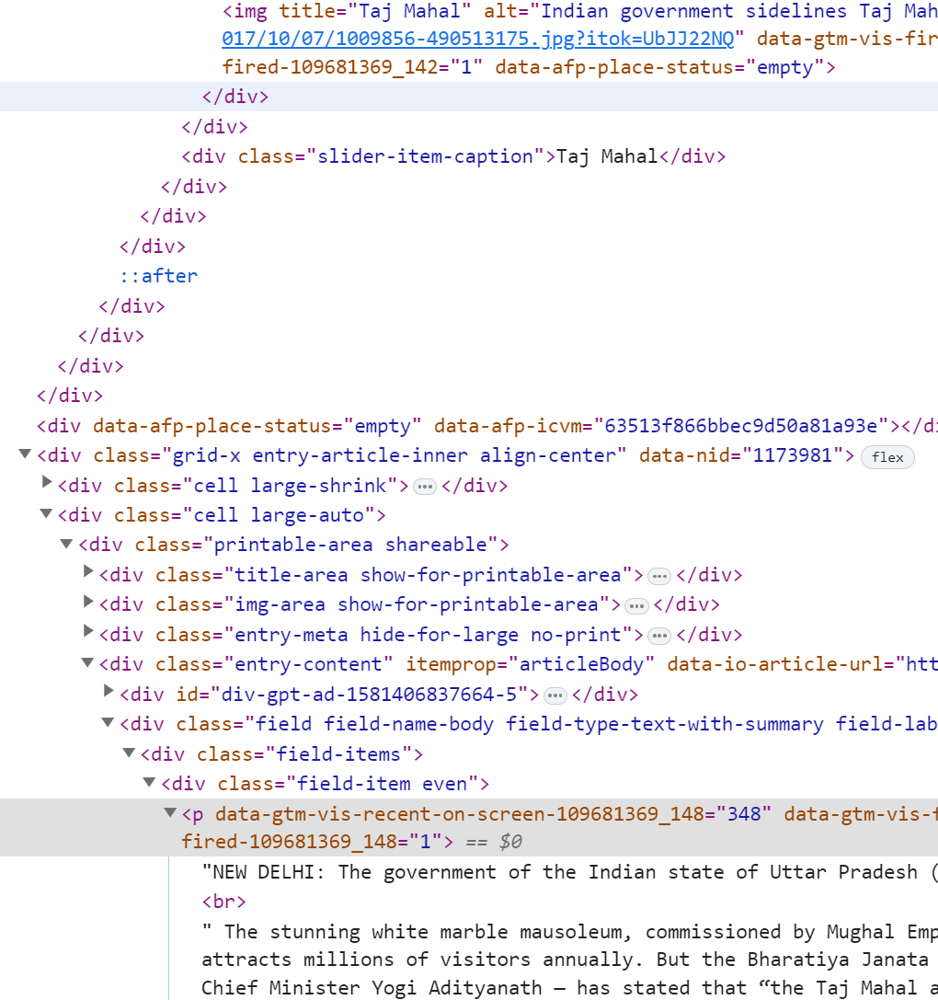 <img title="Taj Mahal" alt="Indian government sidelines Taj Mah
017/10/07/1009856-490513175.jpg?itok=UbJJ22NQ" data-gtm-vis-fir
fired-109681369_142="1" data-afp-place-status="empty">
</div>
</div>
<div class="slider-item-caption">Taj Mahal</div>
</div>
</div>
</div>
::after
</div>
</div>
</div>
</div>
<div data-afp-place-status="empty" data-afp-icvm="63513f866bbec9d50a81a93e"></di
<div class="grid-x entry-article-inner align-center" data-nid="1173981"> flex
<div class="cell large-shrink"> … </div>
<div class="cell large-auto">
<div class="printable-area shareable">
<div class="title-area show-for-printable-area"> … </div>
<div class="img-area show-for-printable-area"> … </div>
<div class="entry-meta hide-for-large no-print"> … </div>
<div class="entry-content" itemprop="articleBody" data-io-article-url="htt
<div id="div-gpt-ad-1581406837664-5"> … </div>
<div class="field field-name-body field-type-text-with-summary field-lab
<div class="field-items">
<div class="field-item even">
<p data-gtm-vis-recent-on-screen-109681369_148="348" data-gtm-vis-f
fired-109681369_148="1"> == $0
"NEW DELHI: The government of the Indian state of Uttar Pradesh (
<br>
" The stunning white marble mausoleum, commissioned by Mughal Emp
attracts millions of visitors annually. But the Bharatiya Janata
Chief Minister Yogi Adityanath — has stated that “the Taj Mahal a